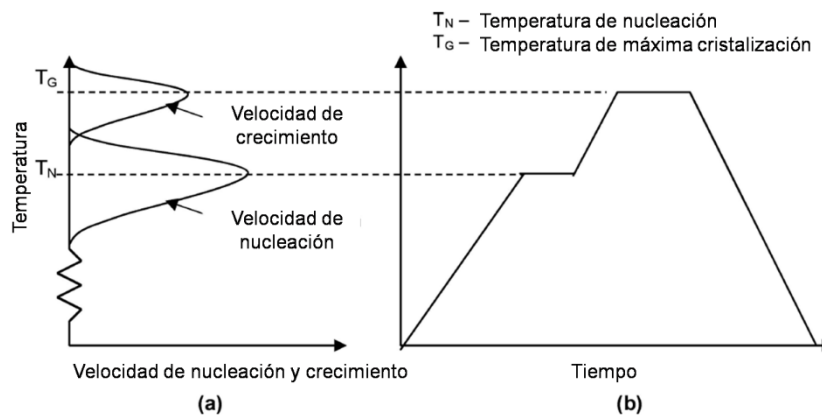 T_N – Temperatura de nucleación
T_G – Temperatura de máxima cristalización
T_G
Velocidad de
crecimiento
Temperatura
T_N
Velocidad de
nucleación
Velocidad de nucleación y crecimiento
Tiempo
(a)
(b)